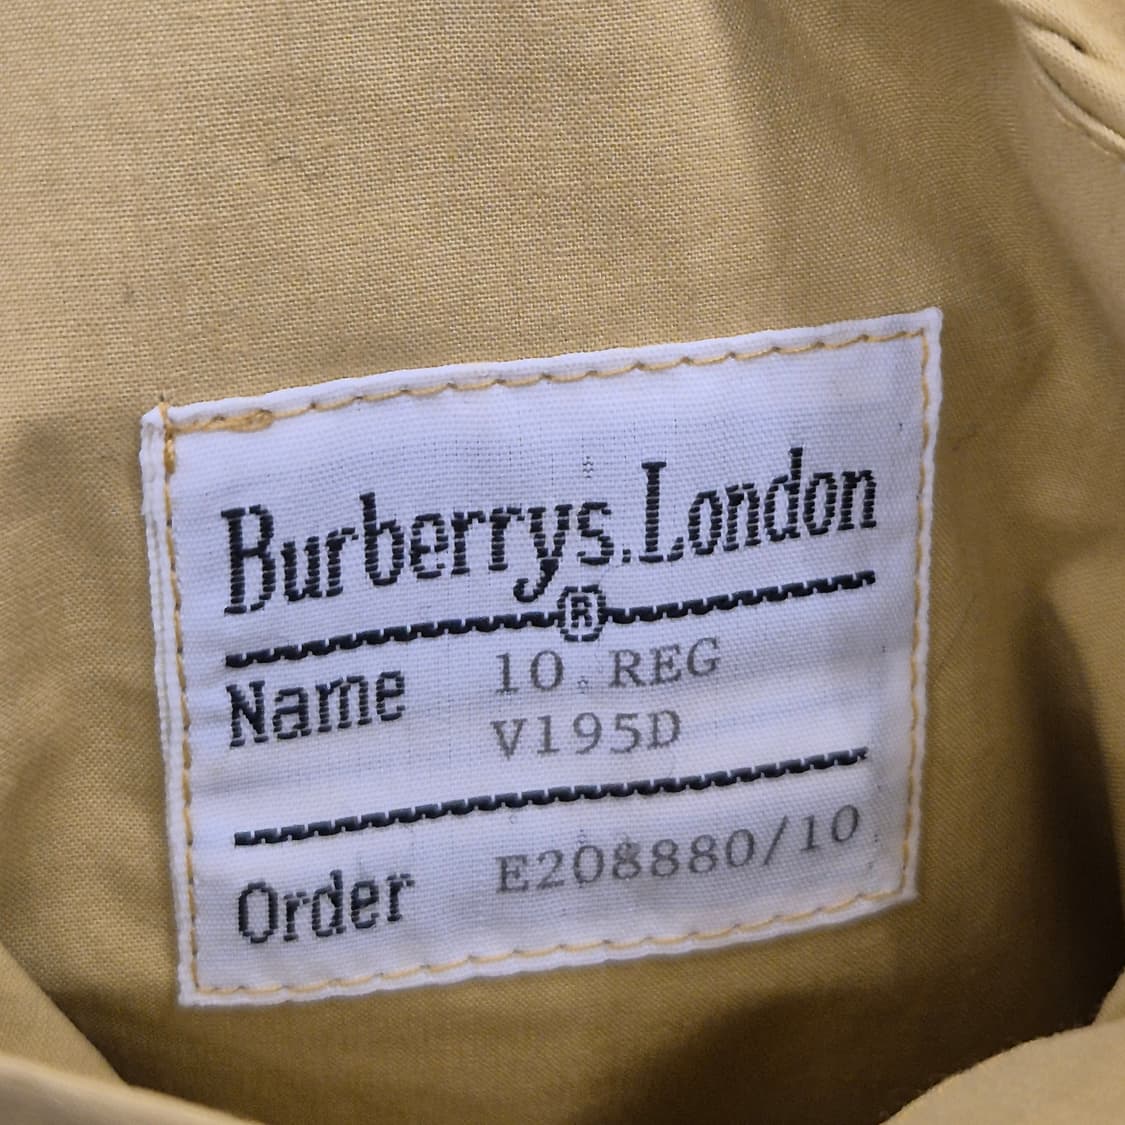 Burberrys.London
®
Name 10 REG
V195D
Order E208880/10